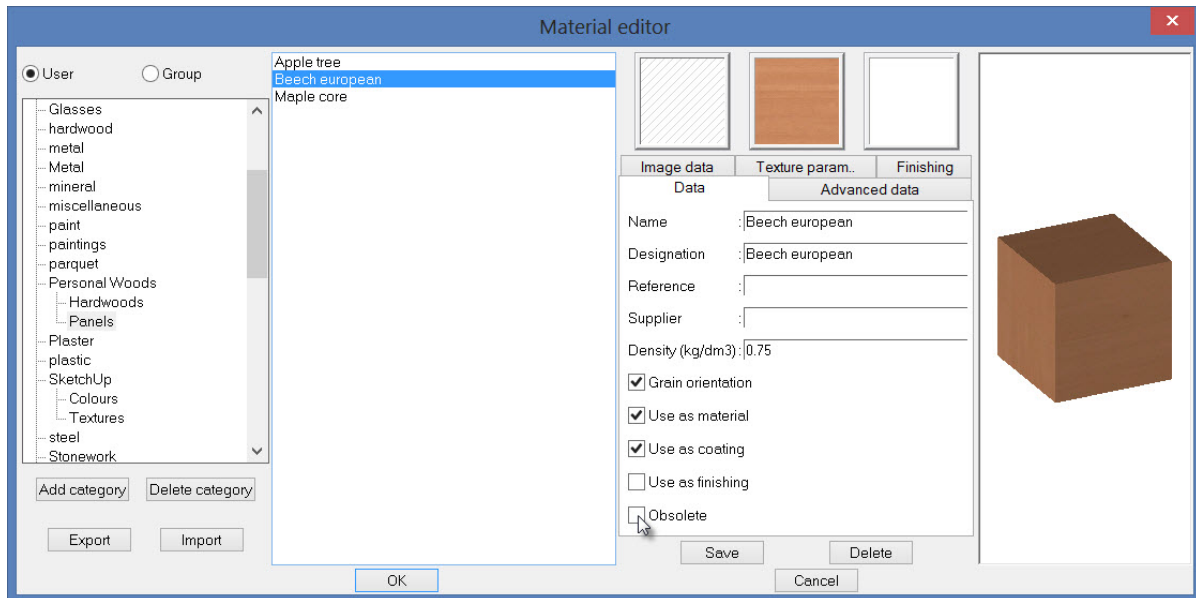 Material editor
User
Group
Glasses
hardwood
metal
Metal
mineral
miscellaneous
paint
paintings
parquet
Personal Woods
Hardwoods
Panels
Plaster
plastic
SketchUp
Colours
Textures
steel
Stonework
Add category
Delete category
Export
Import
Apple tree
Beech european
Maple core
Image data
Texture param..
Finishing
Data
Advanced data
Name :Beech european
Designation :Beech european
Reference :
Supplier :
Density (kg/dm3):0.75
Grain orientation
Use as material
Use as coating
Use as finishing
Obsolete
Save
Delete
OK
Cancel